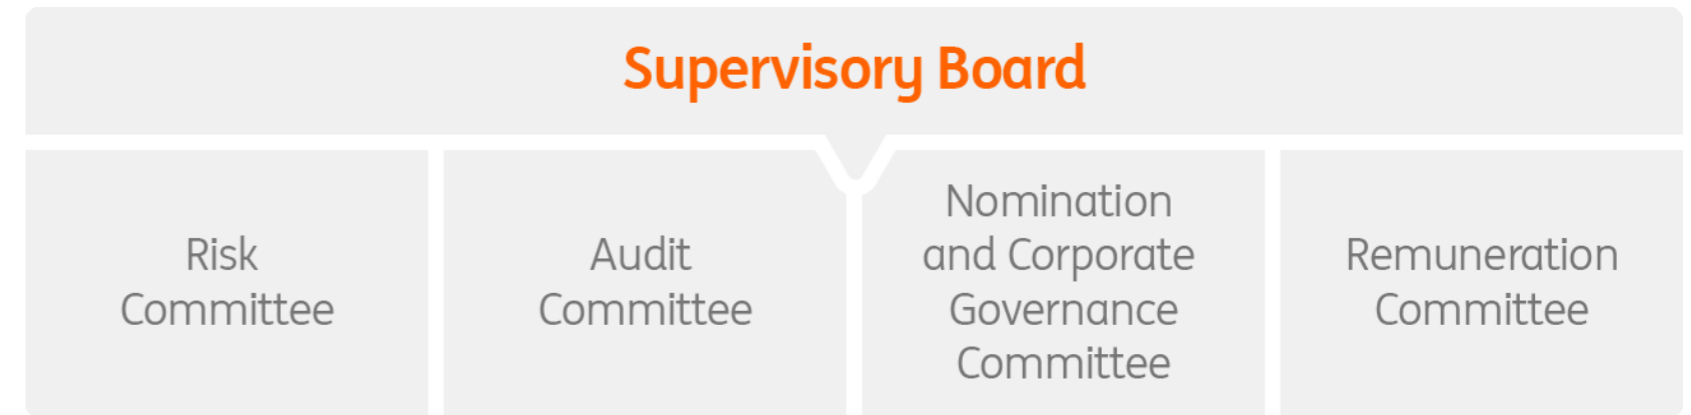 Supervisory Board
Risk
Committee
Audit
Committee
Nomination
and Corporate
Governance
Committee
Remuneration
Committee